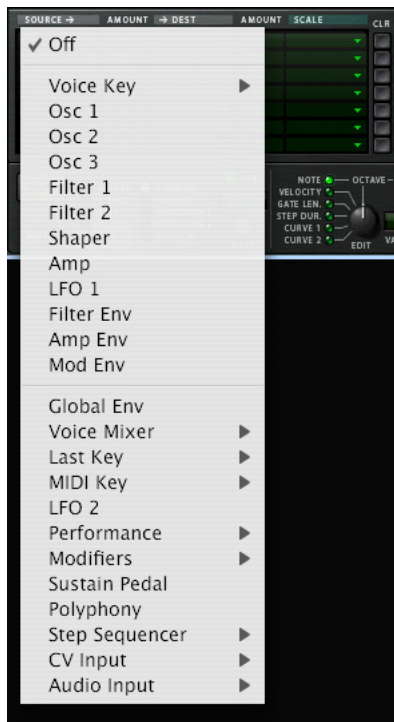 SOURCE → AMOUNT → DEST AMOUNT SCALE CLR
✓ Off
Voice Key
Osc 1
Osc 2
Osc 3
Filter 1
Filter 2
Shaper
Amp
LFO 1
Filter Env
Amp Env
Mod Env
Global Env
Voice Mixer
Last Key
MIDI Key
LFO 2
Performance
Modifiers
Sustain Pedal
Polyphony
Step Sequencer
CV Input
Audio Input
NOTE OCTAVE
VELOCITY
GATE LEN.
STEP DUR.
CURVE 1
CURVE 2
EDIT